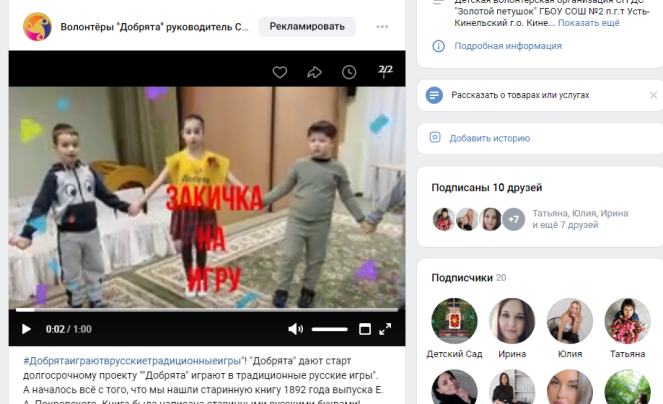 Волонтёры "Добрята" руководитель С...
Рекламировать
2/2
Добрята
ЗАКИЧКА
НА
ИГРУ
0:02 / 1:00
#Добрятаиграютврусскиетрадиционныеигры"! "Добрята" дают старт
долгосрочному проекту ""Добрята" играют в традиционные русские игры".
А началось всё с того, что мы нашли старинную книгу 1892 года выпуска Е.
А. Покровского. Книга была написана старинными русскими буквами!
Детская волонтерская организация СП ДС
"Золотой петушок" ГБОУ СОШ №2 п.г.т Усть-
Кинельский г.о. Кине... Показать ещё
Подробная информация
Рассказать о товарах или услугах
Добавить историю
Подписаны 10 друзей
+7
Татьяна, Юлия, Ирина
и ещё 7 друзей
Подписчики 20
Детский Сад
Ирина
Юлия
Татьяна